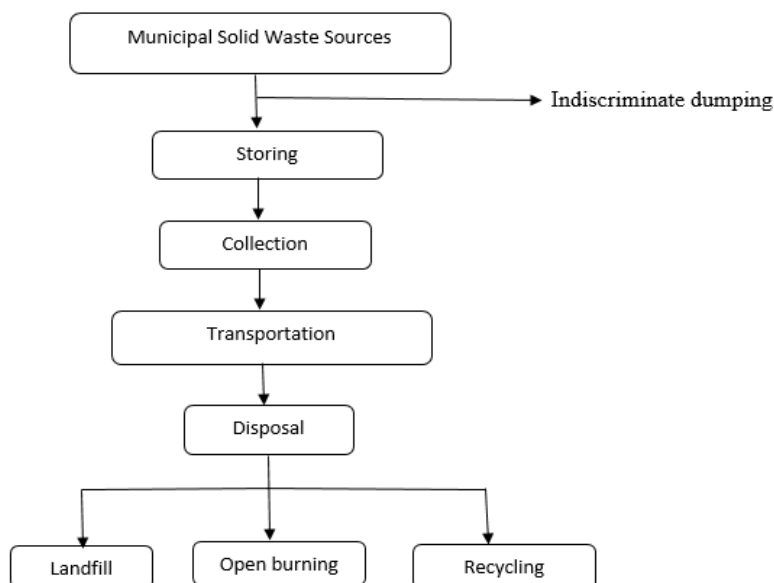 Municipal Solid Waste Sources
Indiscriminate dumping
Storing
Collection
Transportation
Disposal
Landfill
Open burning
Recycling